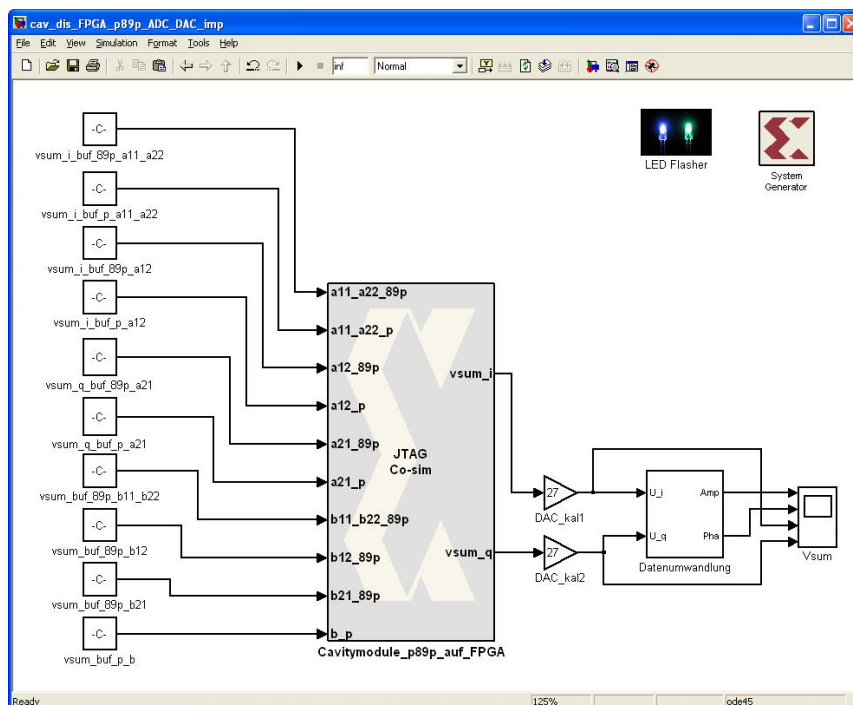 cav_dis_FPGA_p89p_ADC_DAC_imp
File Edit View Simulation Format Tools Help
inf Normal
-C-
vsum_i_buf_89p_a11_a22
-C-
vsum_i_buf_p_a11_a22
-C-
vsum_i_buf_89p_a12
-C-
vsum_i_buf_p_a12
-C-
vsum_q_buf_89p_a21
-C-
vsum_q_buf_p_a21
-C-
vsum_buf_89p_b11_b22
-C-
vsum_buf_89p_b12
-C-
vsum_buf_89p_b21
-C-
vsum_buf_p_b
a11_a22_89p
a11_a22_p
a12_89p
a12_p
a21_89p
a21_p
b11_b22_89p
b12_89p
b21_89p
b_p
JTAG
Co-sim
vsum_i
vsum_q
Cavitymodule_p89p_auf_FPGA
LED Flasher
System
Generator
27
DAC_kal1
27
DAC_kal2
U_i Amp
U_q Pha
Datenumwandlung
Vsum
Ready 125% ode45